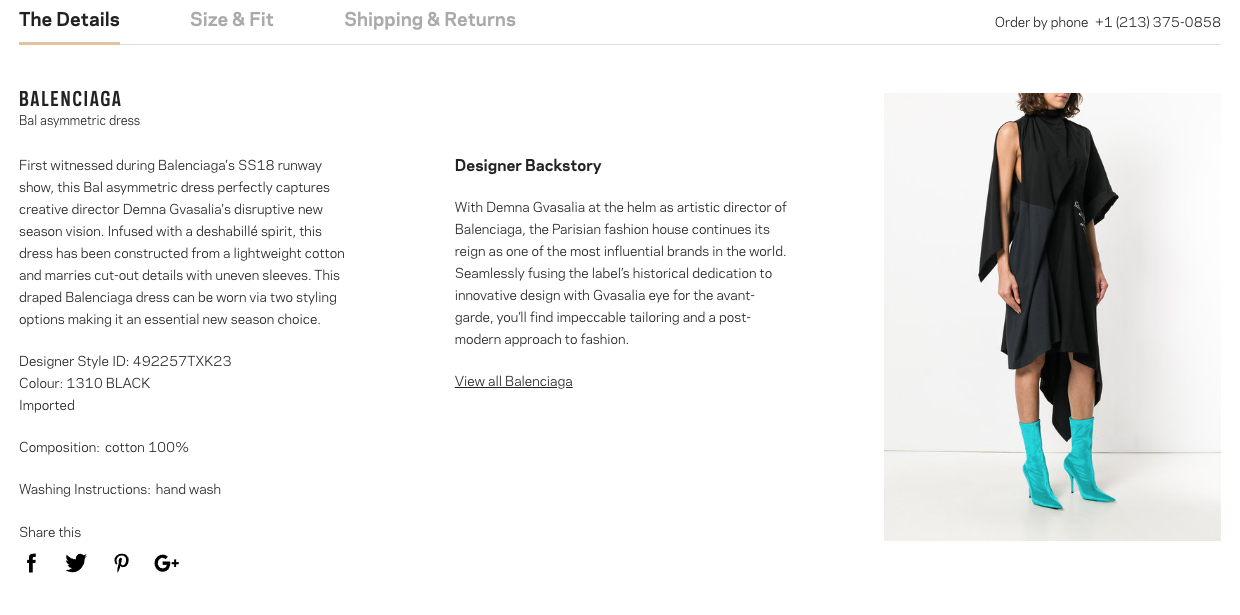 The Details
Size & Fit
Shipping & Returns
Order by phone +1 (213) 375-0858
BALENCIAGA
Bal asymmetric dress
First witnessed during Balenciaga's SS18 runway
show, this Bal asymmetric dress perfectly captures
creative director Demna Gvasalia's disruptive new
season vision. Infused with a deshabillé spirit, this
dress has been constructed from a lightweight cotton
and marries cut-out details with uneven sleeves. This
draped Balenciaga dress can be worn via two styling
options making it an essential new season choice.
Designer Style ID: 492257TXK23
Colour: 1310 BLACK
Imported
Composition: cotton 100%
Washing Instructions: hand wash
Share this
Designer Backstory
With Demna Gvasalia at the helm as artistic director of
Balenciaga, the Parisian fashion house continues its
reign as one of the most influential brands in the world.
Seamlessly fusing the label's historical dedication to
innovative design with Gvasalia eye for the avant-
garde, you'll find impeccable tailoring and a post-
modern approach to fashion.
View all Balenciaga